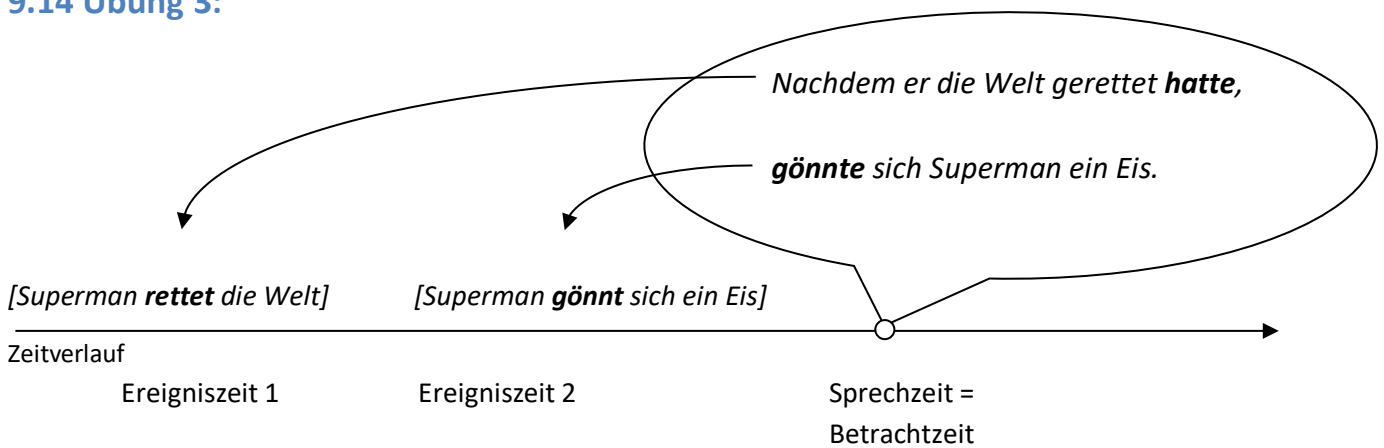 9.14 Übung 3:
Nachdem er die Welt gerettet hatte,
gönnte sich Superman ein Eis.
[Superman rettet die Welt] [Superman gönnt sich ein Eis]
Zeitverlauf
Ereigniszeit 1 Ereigniszeit 2 Sprechzeit =
Betrachtzeit